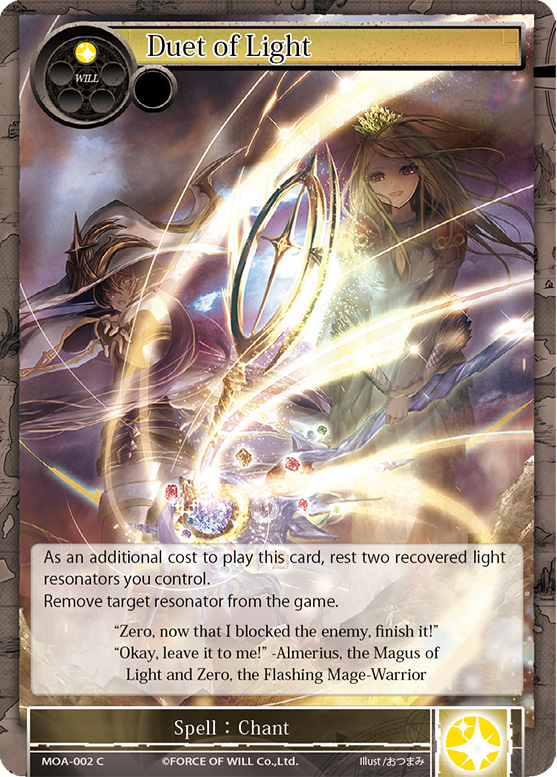 Duet of Light
WILL
As an additional cost to play this card, rest two recovered light
resonators you control.
Remove target resonator from the game.
“Zero, now that I blocked the enemy, finish it!”
“Okay, leave it to me!” -Almerius, the Magus of
Light and Zero, the Flashing Mage-Warrior
Spell : Chant
MOA-002 C ©FORCE OF WILL Co.,Ltd. Illust /おつまみ